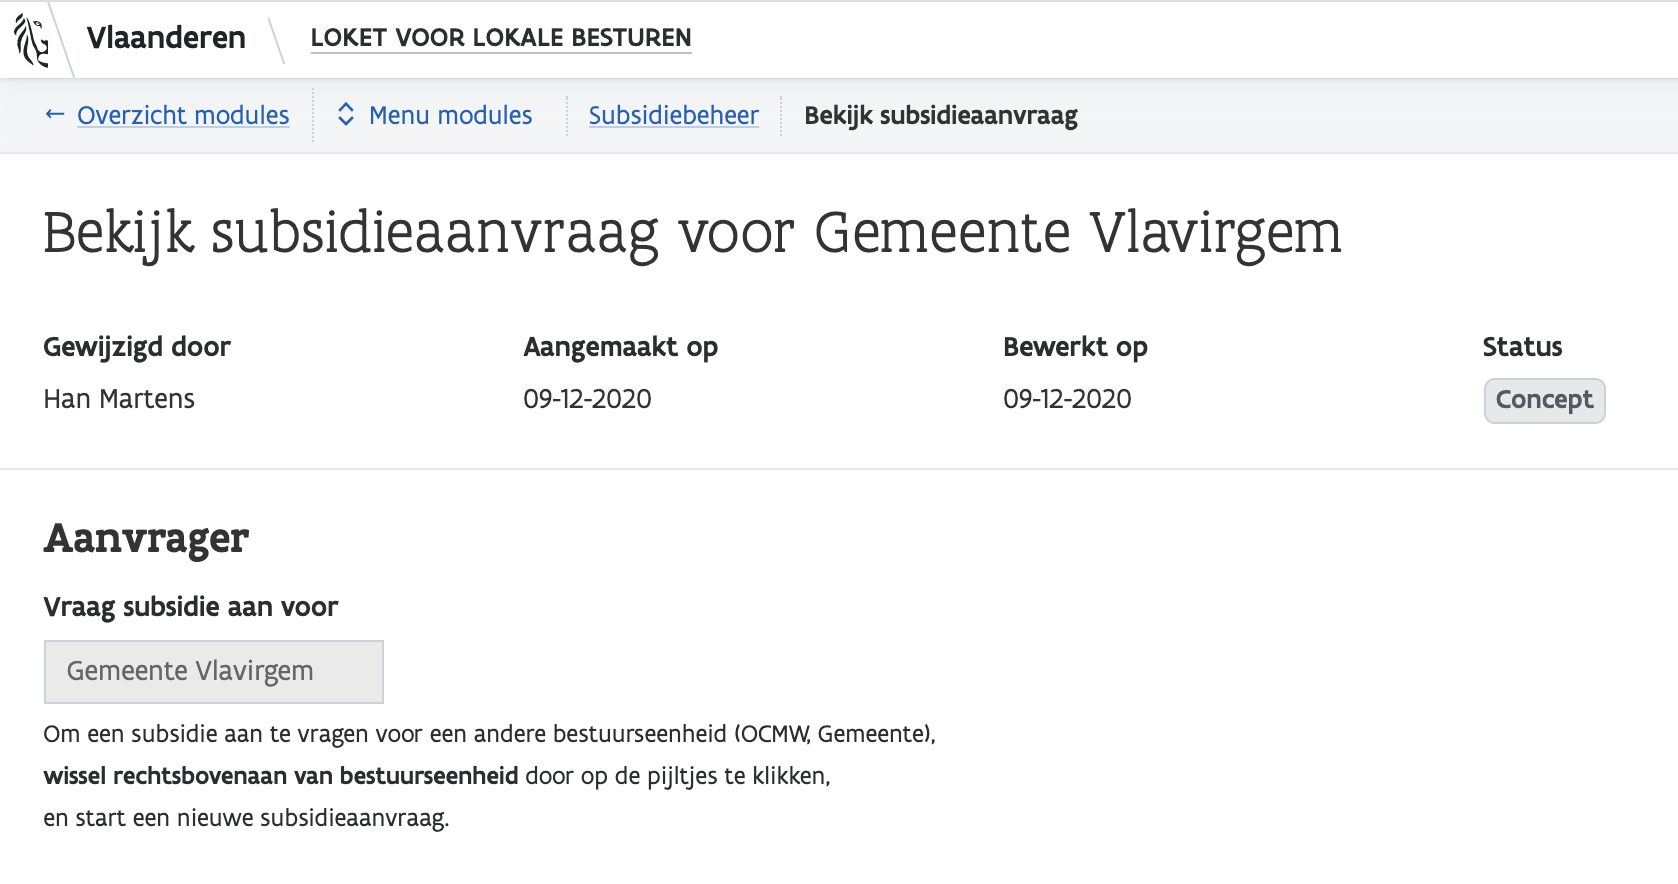 Vlaanderen LOKET VOOR LOKALE BESTUREN
← Overzicht modules Menu modules Subsidiebeheer Bekijk subsidieaanvraag
Bekijk subsidieaanvraag voor Gemeente Vlavirgem
Gewijzigd door Aangemaakt op Bewerkt op Status
Han Martens 09-12-2020 09-12-2020 Concept
Aanvrager
Vraag subsidie aan voor
Gemeente Vlavirgem
Om een subsidie aan te vragen voor een andere bestuurseenheid (OCMW, Gemeente),
wissel rechtsbovenaan van bestuurseenheid door op de pijltjes te klikken,
en start een nieuwe subsidieaanvraag.